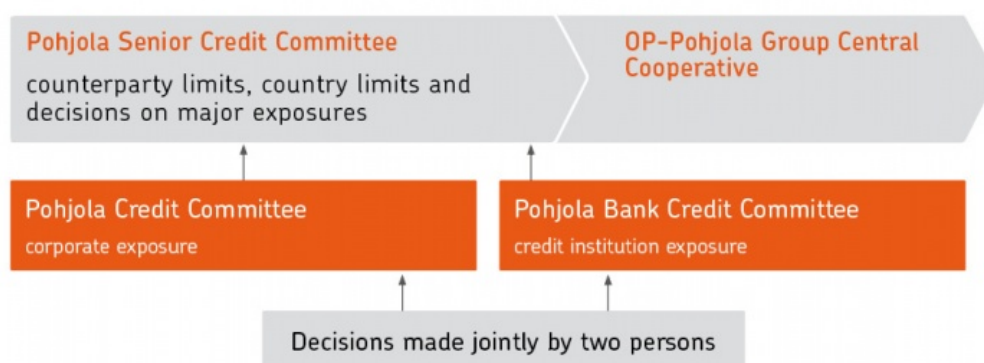 Pohjola Senior Credit Committee
counterparty limits, country limits and
decisions on major exposures
OP-Pohjola Group Central
Cooperative
Pohjola Credit Committee
corporate exposure
Pohjola Bank Credit Committee
credit institution exposure
Decisions made jointly by two persons